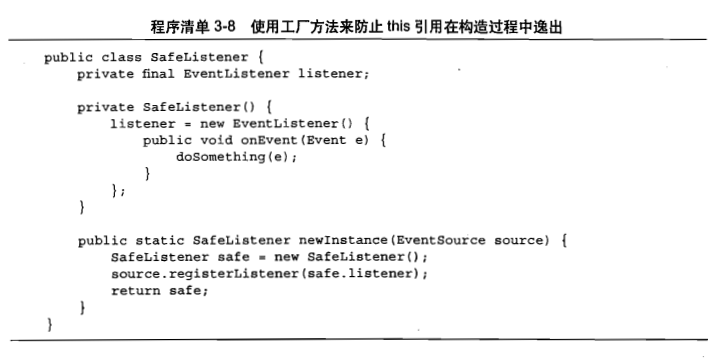 程序清单 3-8 使用工厂方法来防止 this 引用在构造过程中逸出
public class SafeListener {
    private final EventListener listener;

    private SafeListener() {
        listener = new EventListener() {
            public void onEvent(Event e) {
                doSomething(e);
            }
        };
    }

    public static SafeListener newInstance(EventSource source) {
        SafeListener safe = new SafeListener();
        source.registerListener(safe.listener);
        return safe;
    }
}